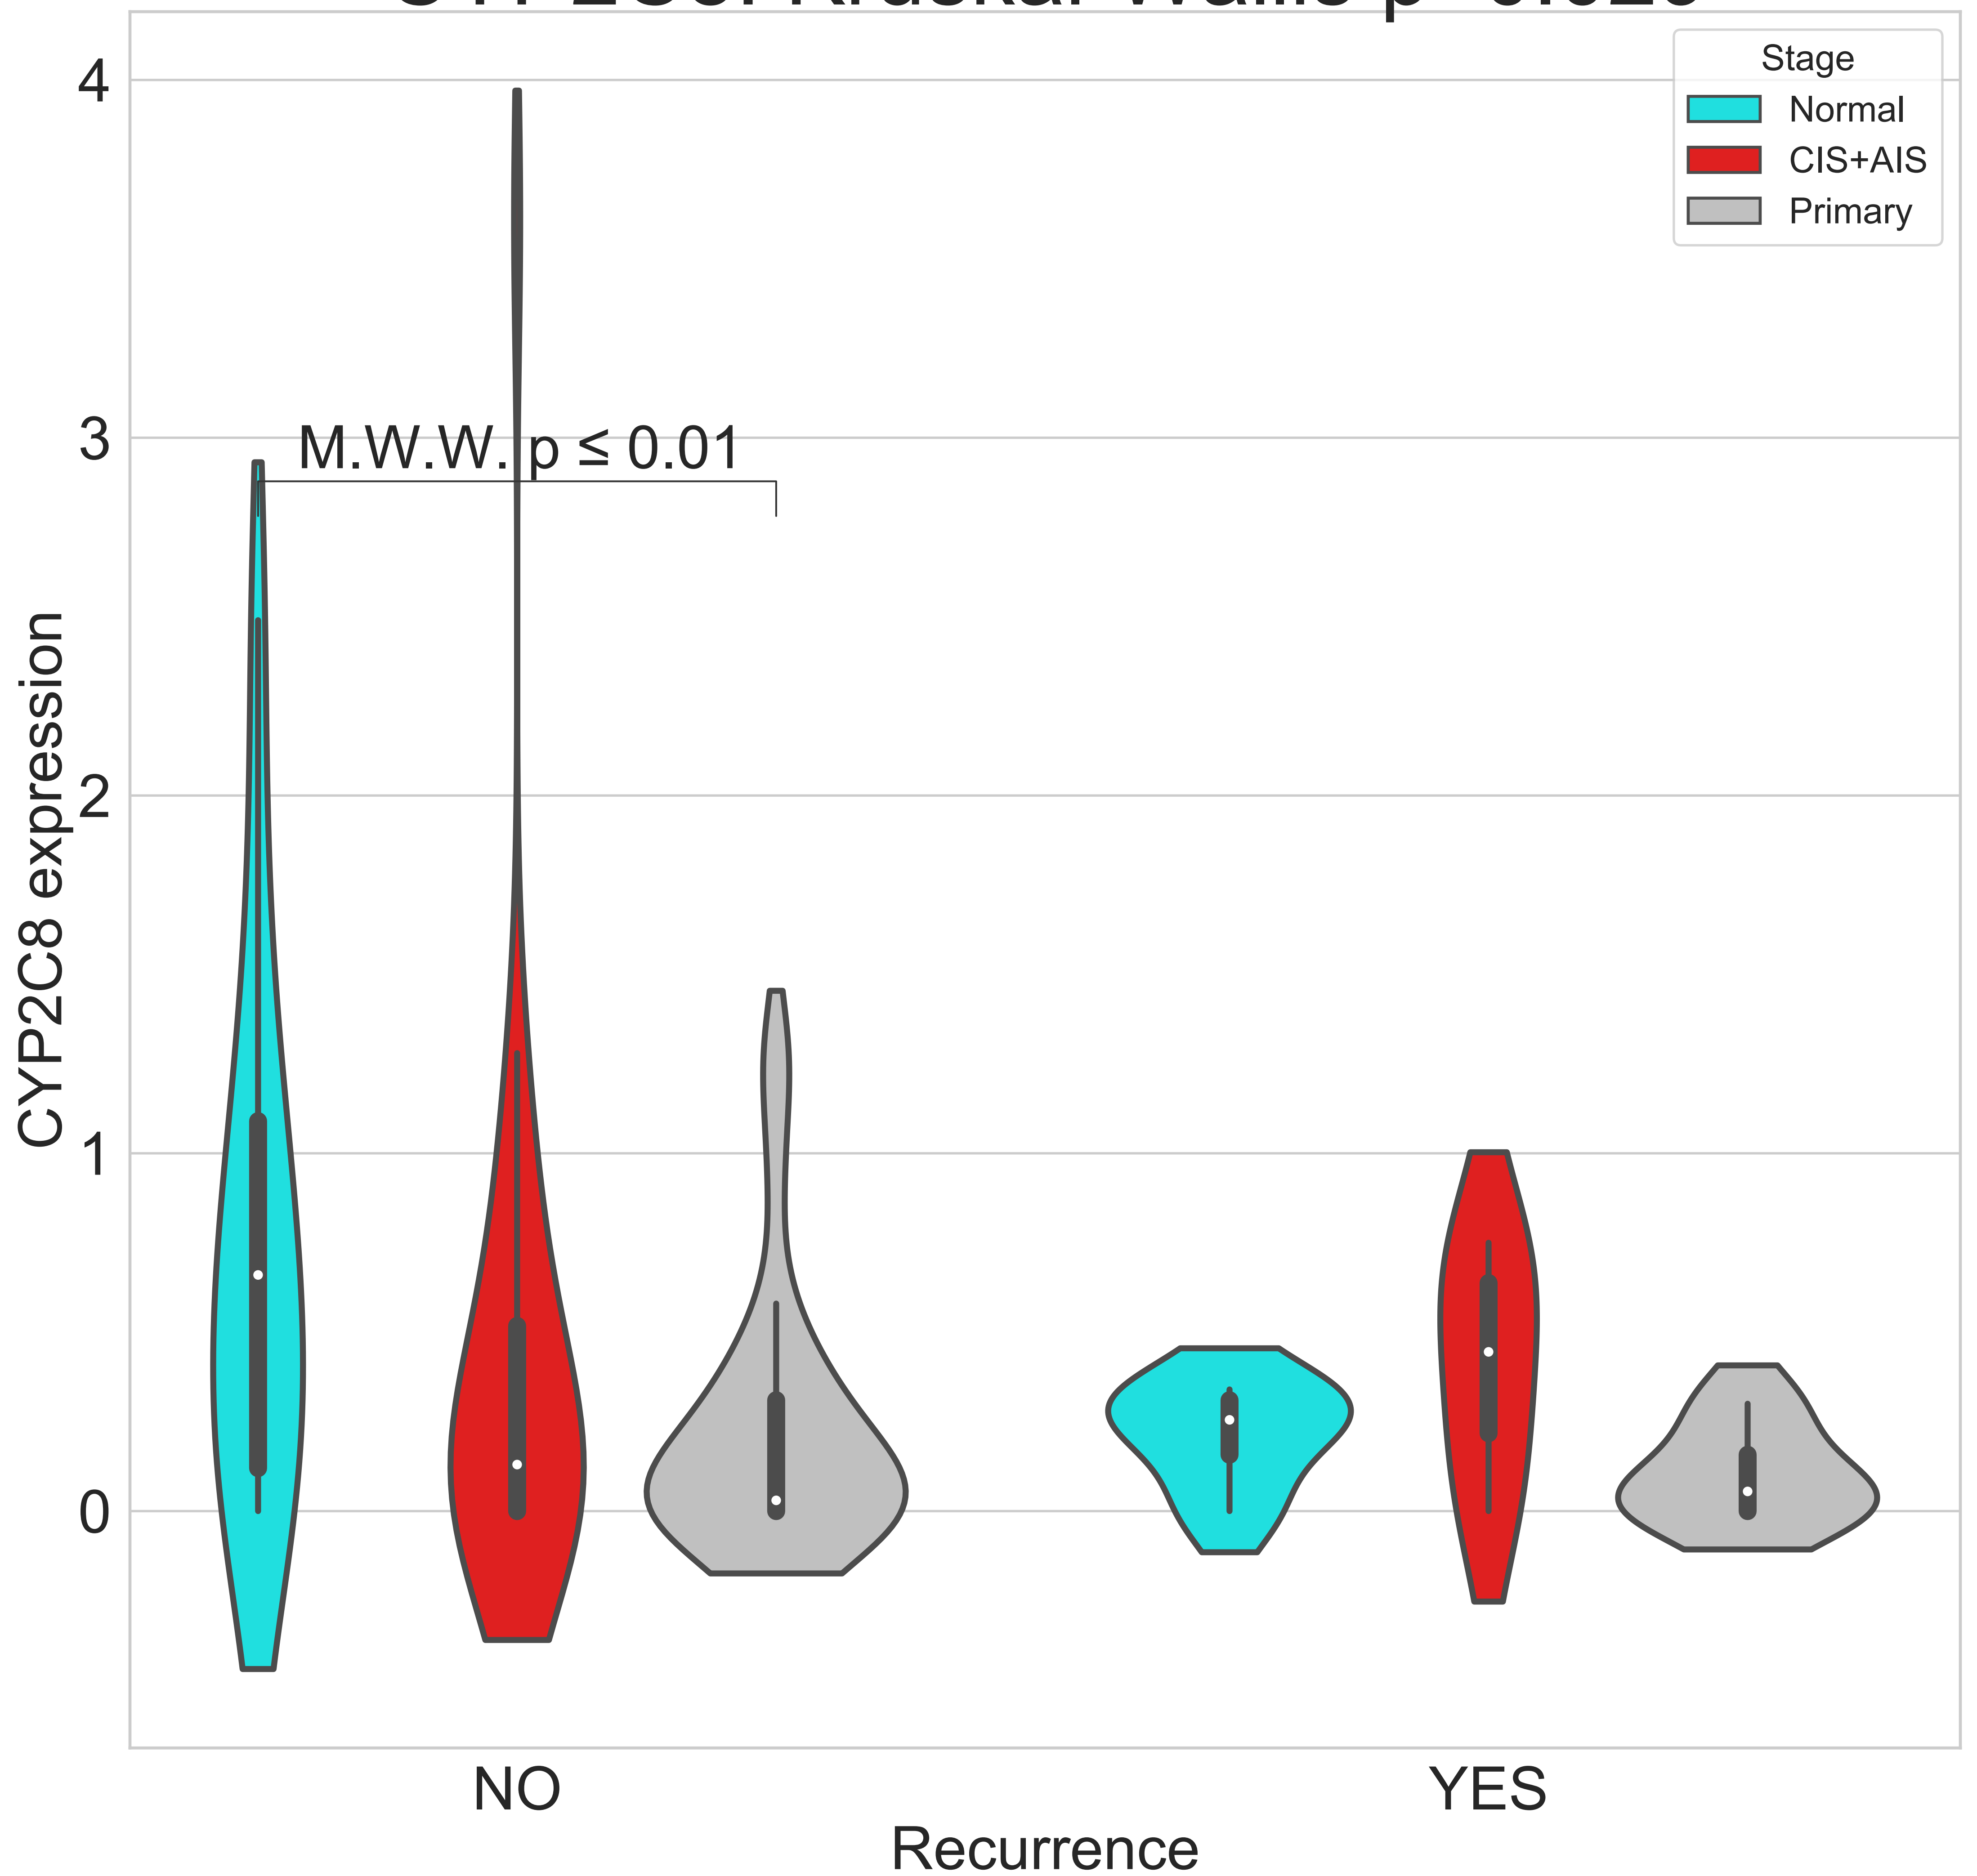 Stage
Normal
CIS+AIS
Primary
4
3
2
1
0
M.W.W. p ≤ 0.01
CYP2C8 expression
NO
YES
Recurrence